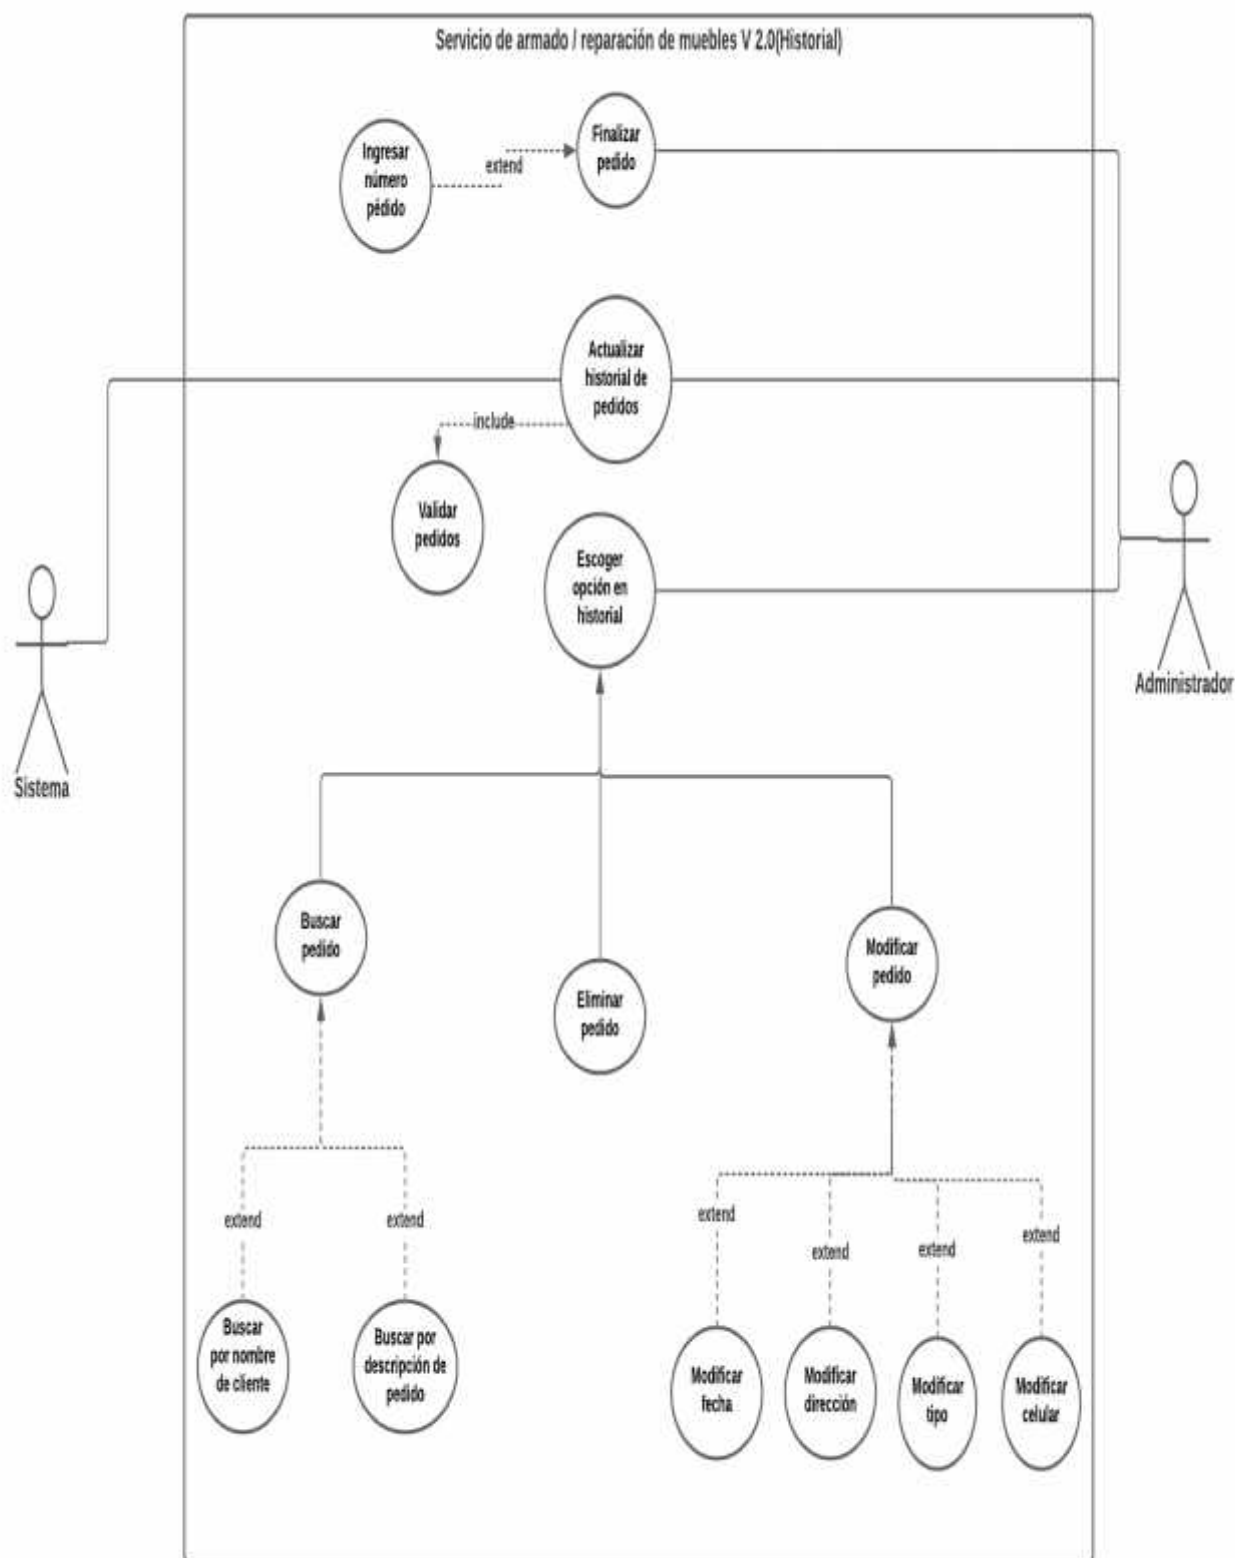 Servicio de armado / reparación de muebles V 2.0(Historial)
Finalizar
pedido
Ingresar
número
pédido
extend
Actualizar
historial de
pedidos
include
Validar
pedidos
Escoger
opción en
historial
Sistema
Administrador
Buscar
pedido
Eliminar
pedido
Modificar
pedido
extend
extend
extend
extend
extend
extend
Buscar
por nombre
de cliente
Buscar por
descripción de
pedido
Modificar
fecha
Modificar
dirección
Modificar
tipo
Modificar
celular